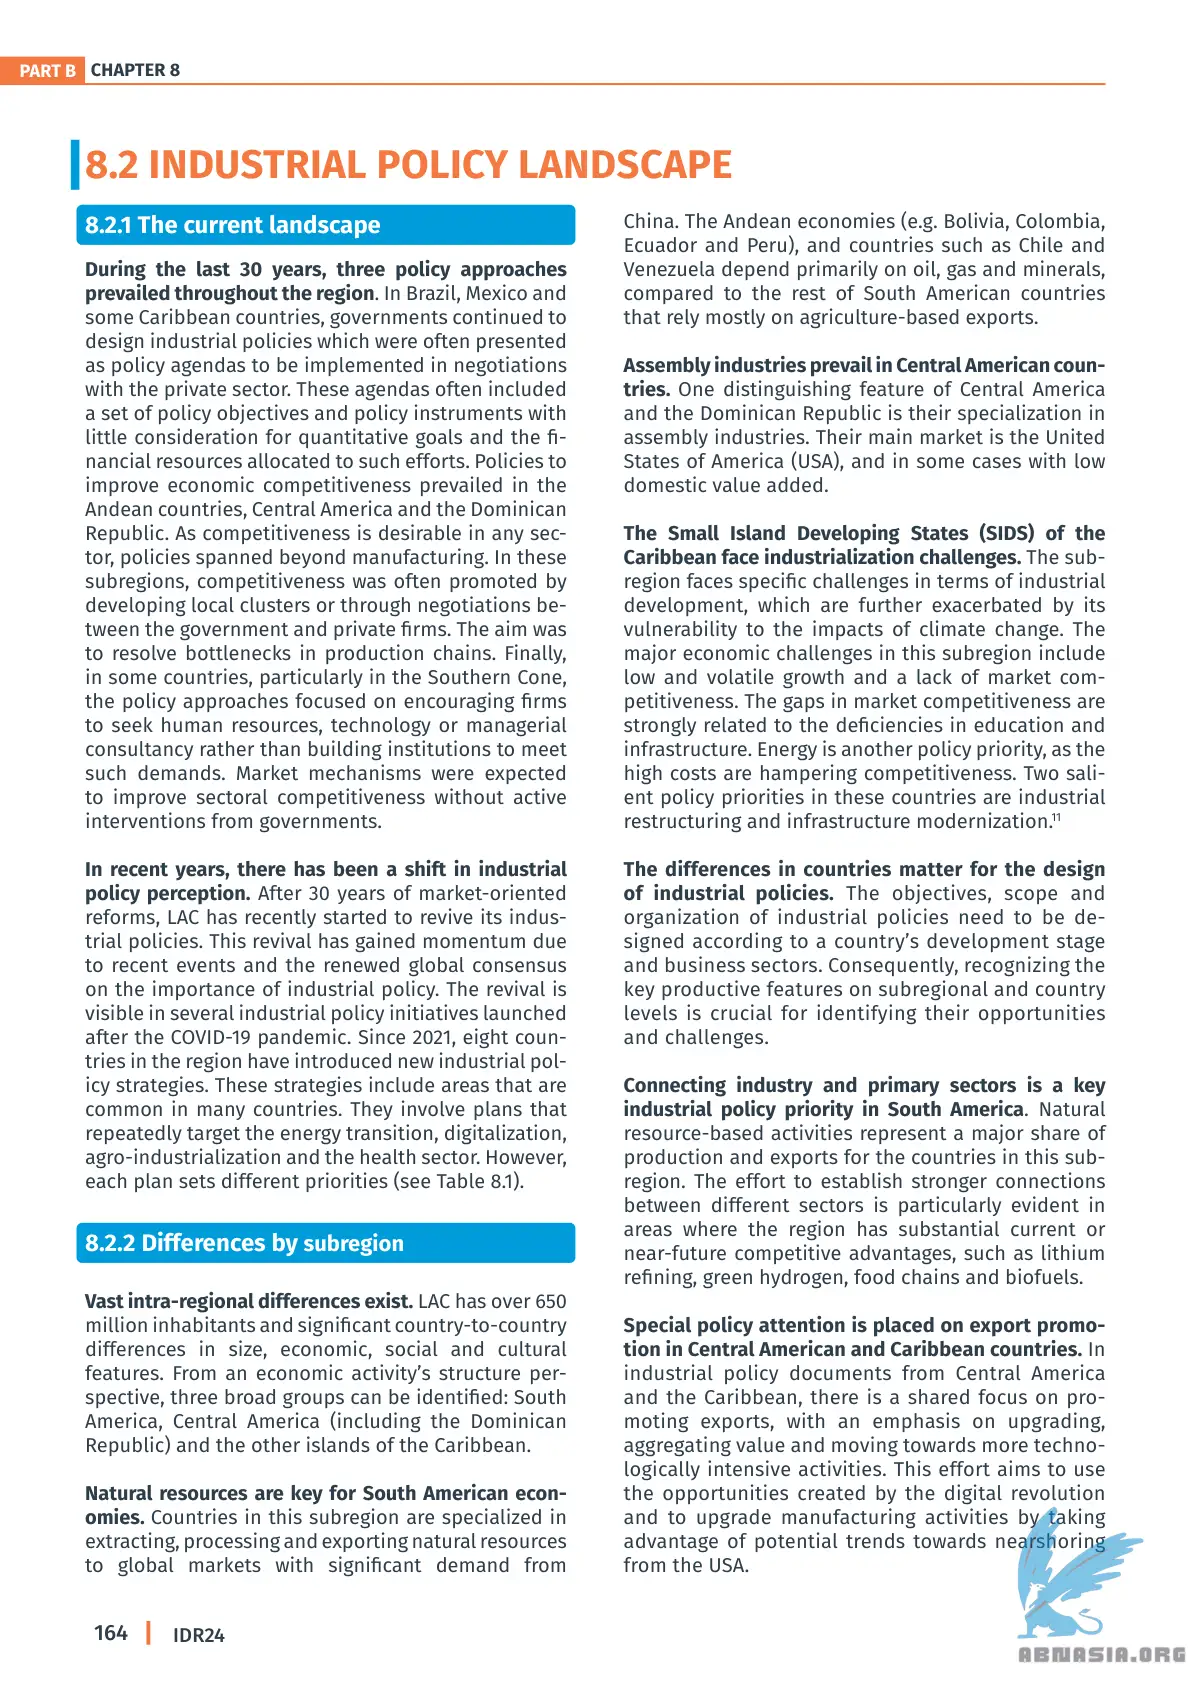 PART B CHAPTER 8
8.2 INDUSTRIAL POLICY LANDSCAPE
8.2.1 The current landscape
During the last 30 years, three policy approaches
prevailed throughout the region. In Brazil, Mexico and
some Caribbean countries, governments continued to
design industrial policies which were often presented
as policy agendas to be implemented in negotiations
with the private sector. These agendas often included
a set of policy objectives and policy instruments with
little consideration for quantitative goals and the fi-
nancial resources allocated to such efforts. Policies to
improve economic competitiveness prevailed in the
Andean countries, Central America and the Dominican
Republic. As competitiveness is desirable in any sec-
tor, policies spanned beyond manufacturing. In these
subregions, competitiveness was often promoted by
developing local clusters or through negotiations be-
tween the government and private firms. The aim was
to resolve bottlenecks in production chains. Finally,
in some countries, particularly in the Southern Cone,
the policy approaches focused on encouraging firms
to seek human resources, technology or managerial
consultancy rather than building institutions to meet
such demands. Market mechanisms were expected
to improve sectoral competitiveness without active
interventions from governments.
In recent years, there has been a shift in industrial
policy perception. After 30 years of market-oriented
reforms, LAC has recently started to revive its indus-
trial policies. This revival has gained momentum due
to recent events and the renewed global consensus
on the importance of industrial policy. The revival is
visible in several industrial policy initiatives launched
after the COVID-19 pandemic. Since 2021, eight coun-
tries in the region have introduced new industrial pol-
icy strategies. These strategies include areas that are
common in many countries. They involve plans that
repeatedly target the energy transition, digitalization,
agro-industrialization and the health sector. However,
each plan sets different priorities (see Table 8.1).
8.2.2 Differences by subregion
Vast intra-regional differences exist. LAC has over 650
million inhabitants and significant country-to-country
differences in size, economic, social and cultural
features. From an economic activity's structure per-
spective, three broad groups can be identified: South
America, Central America (including the Dominican
Republic) and the other islands of the Caribbean.
Natural resources are key for South American econ-
omies. Countries in this subregion are specialized in
extracting, processing and exporting natural resources
to global markets with significant demand from
China. The Andean economies (e.g. Bolivia, Colombia,
Ecuador and Peru), and countries such as Chile and
Venezuela depend primarily on oil, gas and minerals,
compared to the rest of South American countries
that rely mostly on agriculture-based exports.
Assembly industries prevail in Central American coun-
tries. One distinguishing feature of Central America
and the Dominican Republic is their specialization in
assembly industries. Their main market is the United
States of America (USA), and in some cases with low
domestic value added.
The Small Island Developing States (SIDS) of the
Caribbean face industrialization challenges. The sub-
region faces specific challenges in terms of industrial
development, which are further exacerbated by its
vulnerability to the impacts of climate change. The
major economic challenges in this subregion include
low and volatile growth and a lack of market com-
petitiveness. The gaps in market competitiveness are
strongly related to the deficiencies in education and
infrastructure. Energy is another policy priority, as the
high costs are hampering competitiveness. Two sali-
ent policy priorities in these countries are industrial
restructuring and infrastructure modernization.11
The differences in countries matter for the design
of industrial policies. The objectives, scope and
organization of industrial policies need to be de-
signed according to a country's development stage
and business sectors. Consequently, recognizing the
key productive features on subregional and country
levels is crucial for identifying their opportunities
and challenges.
Connecting industry and primary sectors is a key
industrial policy priority in South America. Natural
resource-based activities represent a major share of
production and exports for the countries in this sub-
region. The effort to establish stronger connections
between different sectors is particularly evident in
areas where the region has substantial current or
near-future competitive advantages, such as lithium
refining, green hydrogen, food chains and biofuels.
Special policy attention is placed on export promo-
tion in Central American and Caribbean countries. In
industrial policy documents from Central America
and the Caribbean, there is a shared focus on pro-
moting exports, with an emphasis on upgrading,
aggregating value and moving towards more techno-
logically intensive activities. This effort aims to use
the opportunities created by the digital revolution
and to upgrade manufacturing activities by taking
advantage of potential trends towards nearshoring
from the USA.
164 IDR24
ABNASIA.ORG